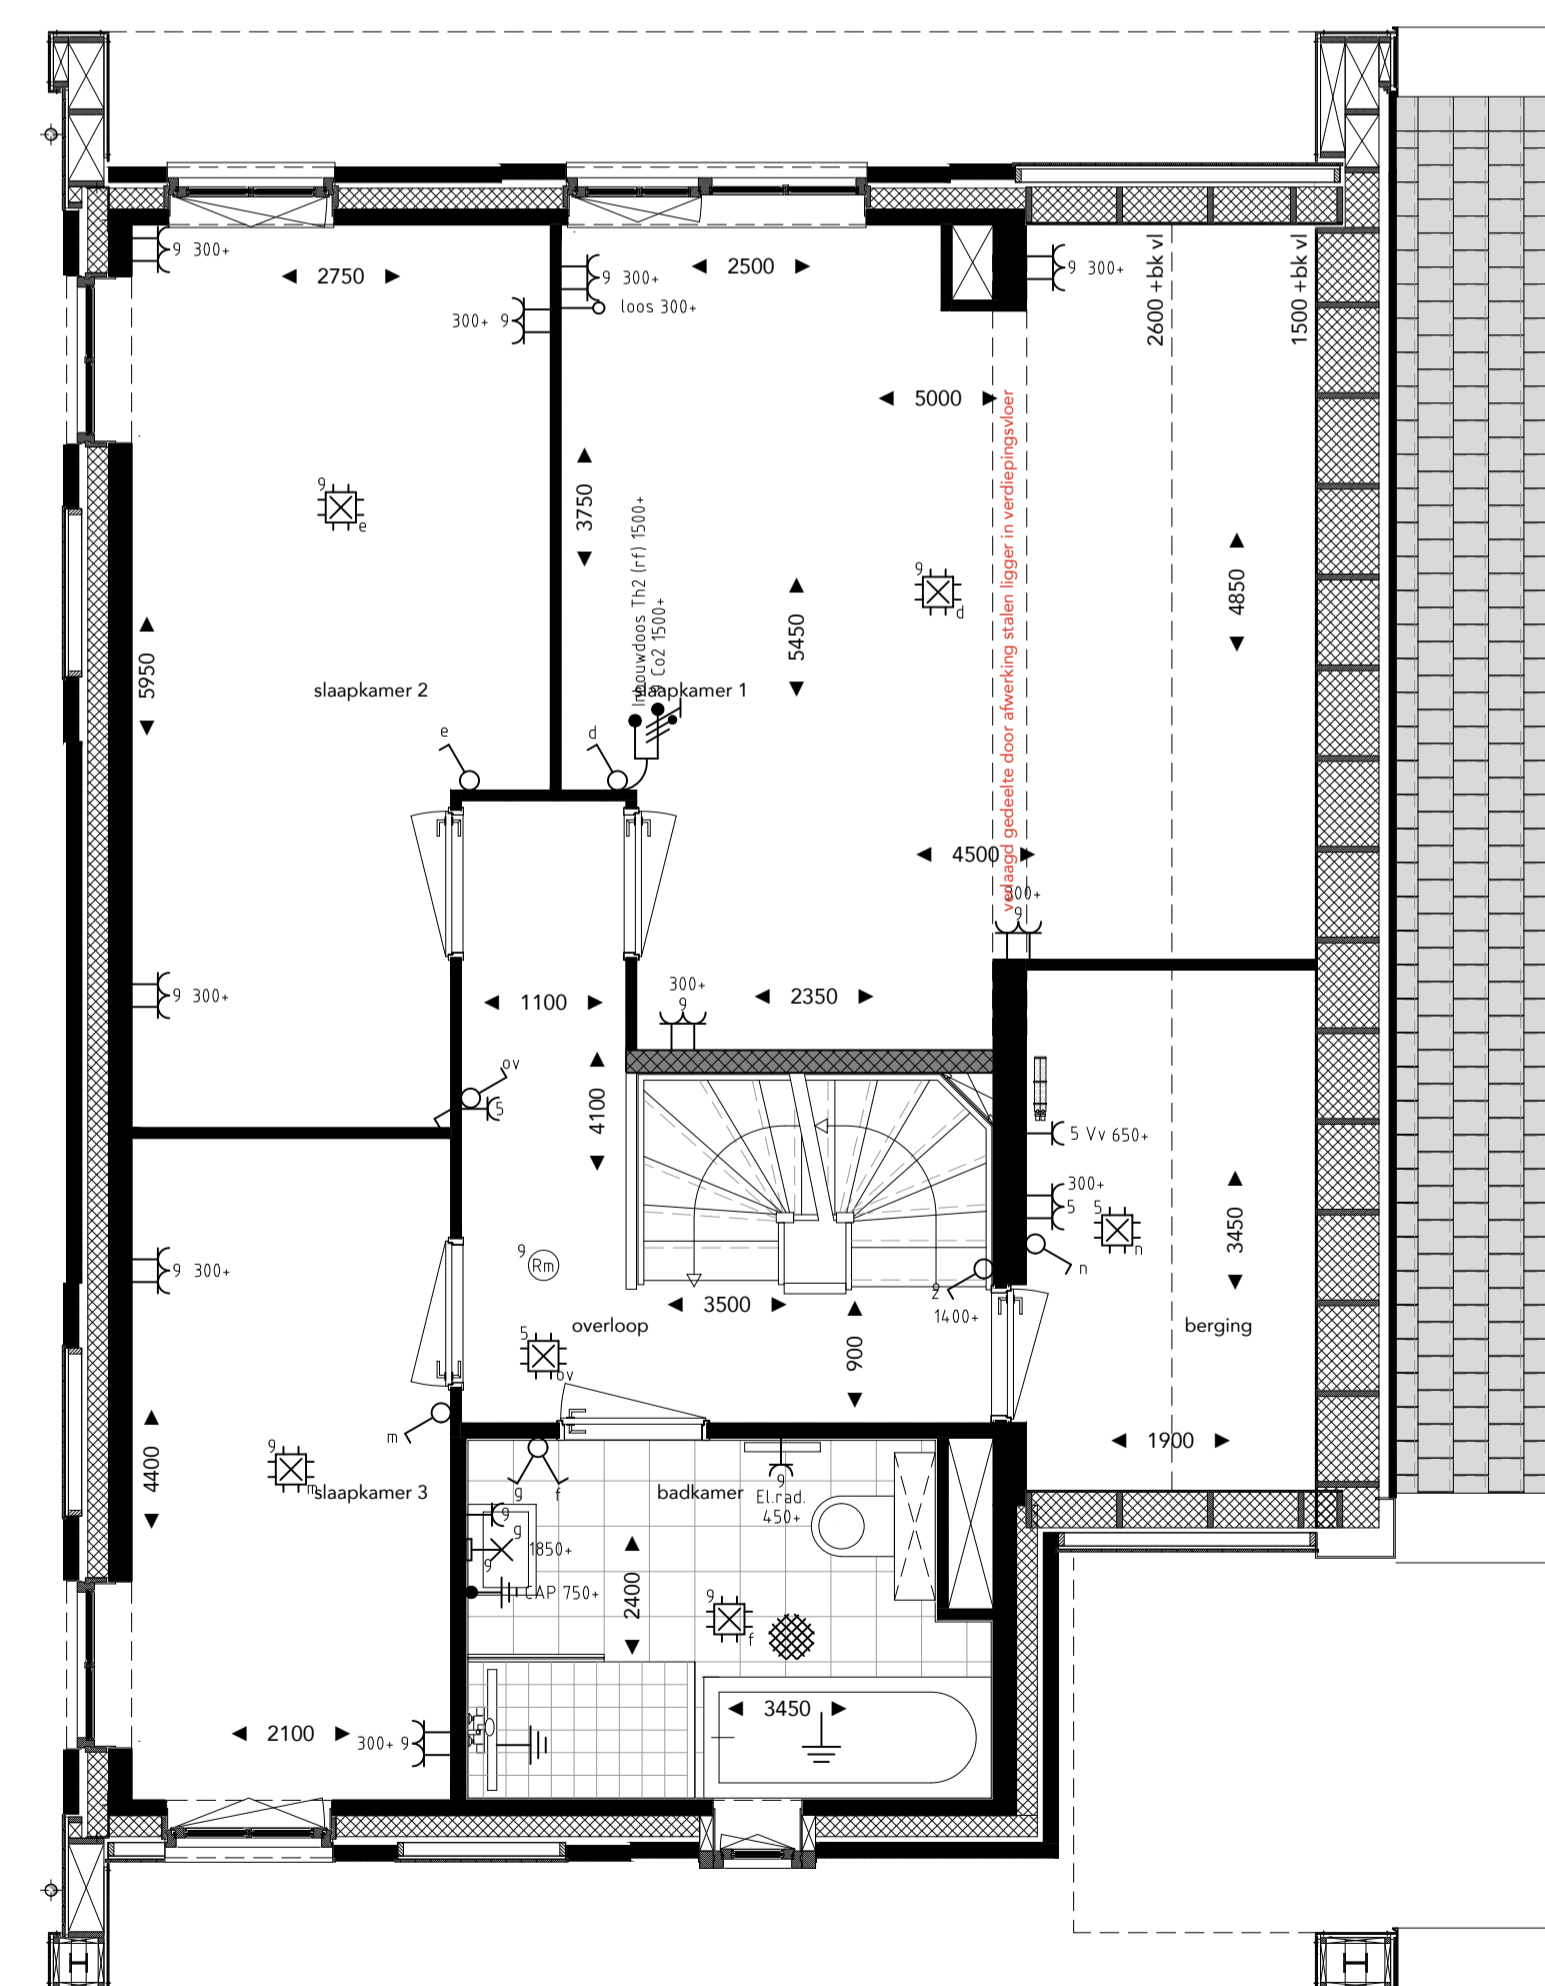 9 300+
2750
300+ 9
9 300+
loos 300+
2500
9 300+
2600 +bk vl
1500 +bk vl
5000
verlaagd gedeelte door afwerking stalen ligger in verdiepingsvloer
3750
9
e
9
d
5450
4850
5950
Inbouwdoos Th2 (rf) 1500+
9 Co2 1500+
slaapkamer 2
slaapkamer 1
e
d
4500
300+
9
9 300+
1100
300+
9
2350
ov
5
4100
5 Vv 650+
300+
5
5
n
n
3450
9 300+
9
Rm
3500
2
1400+
overloop
5
ov
900
berging
m
4400
9
m
slaapkamer 3
1900
g
f
badkamer
9
El.rad.
450+
9
g
1850+
9
CAP 750+
2400
9
f
2100
300+ 9
3450
H
H